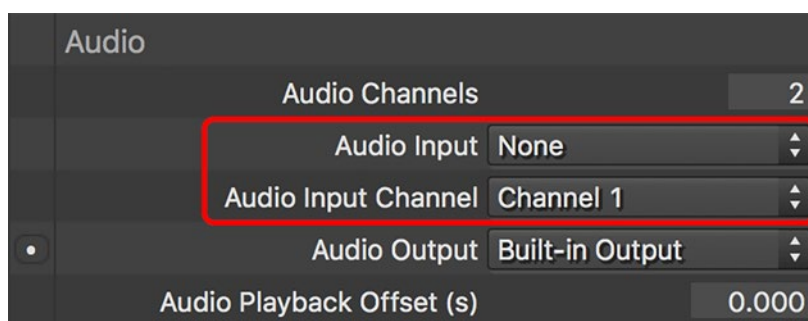 Audio
Audio Channels 2
Audio Input None
Audio Input Channel Channel 1
Audio Output Built-in Output
Audio Playback Offset (s) 0.000